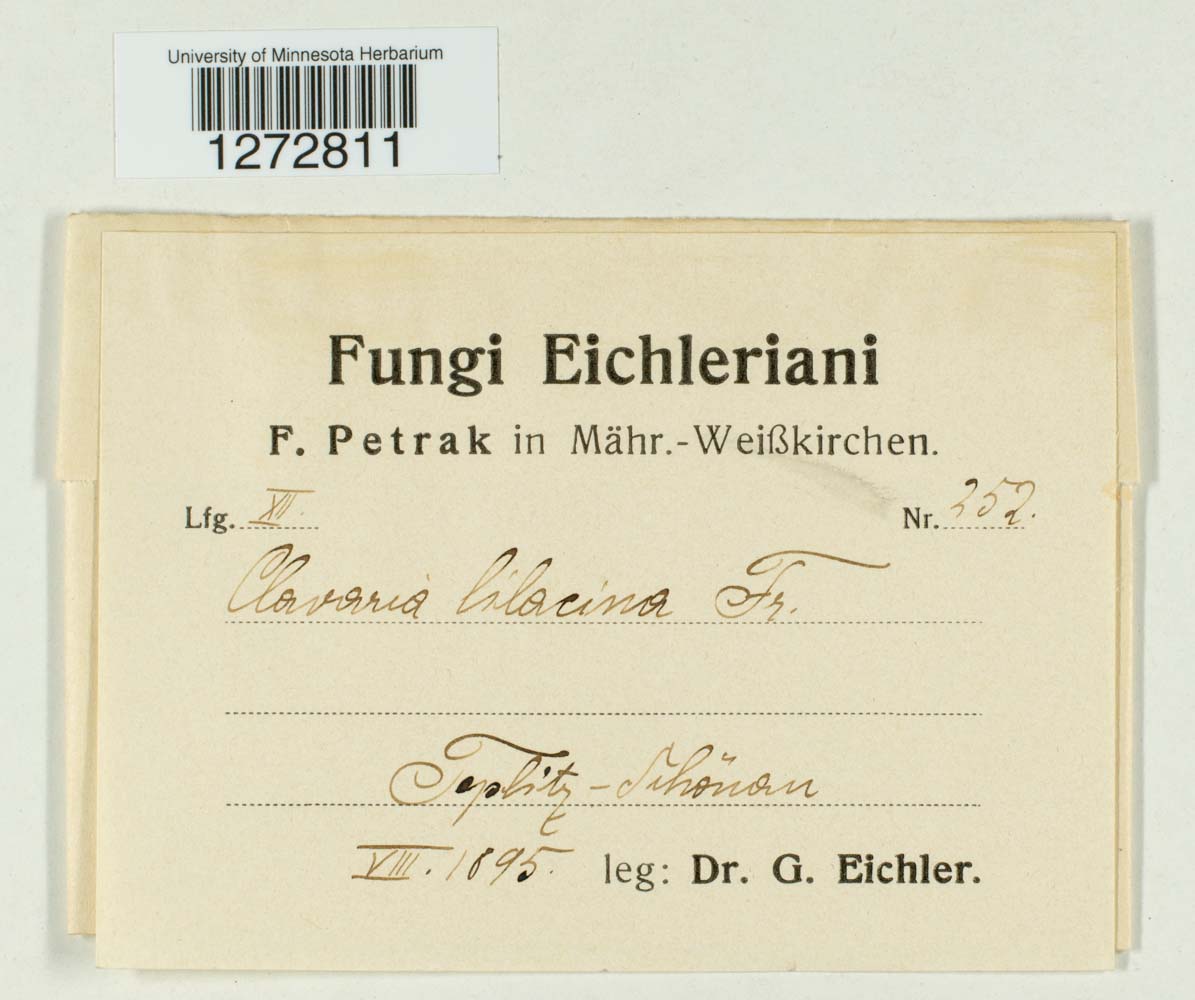 University of Minnesota Herbarium
1272811
Fungi Eichleriani
F. Petrak in Mähr.-Weißkirchen.
Lfg. XII. Nr. 252.
Clavaria lilacina Fr.
Teplitz-Schönau
VIII. 1895. leg: Dr. G. Eichler.